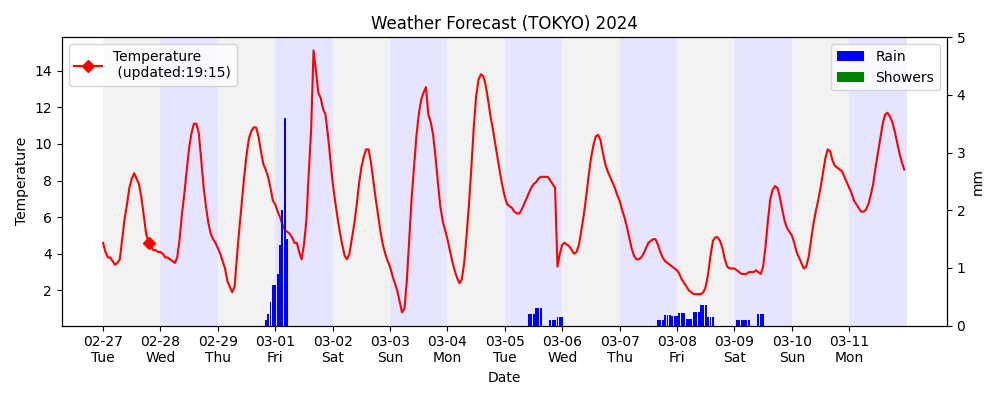 Weather Forecast (TOKYO) 2024
Temperature
(updated:19:15)
Rain
Showers
Temperature
14
12
10
8
6
4
2
5
4
3
2
1
0
mm
02-27 02-28 02-29 03-01 03-02 03-03 03-04 03-05 03-06 03-07 03-08 03-09 03-10 03-11
Tue Wed Thu Fri Sat Sun Mon Tue Wed Thu Fri Sat Sun Mon
Date